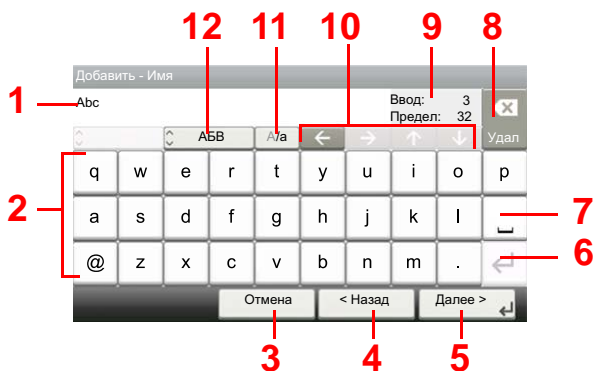 12 11 10 9 8
Добавить - Имя
1 Abc Ввод: 3
Предел: 32
АБВ A/a ← → ↑ ↓ Удал
q w e r t y u i o p
2 a s d f g h j k l 7
@ z x c v b n m . 6
Отмена < Назад Далее >
3 4 5